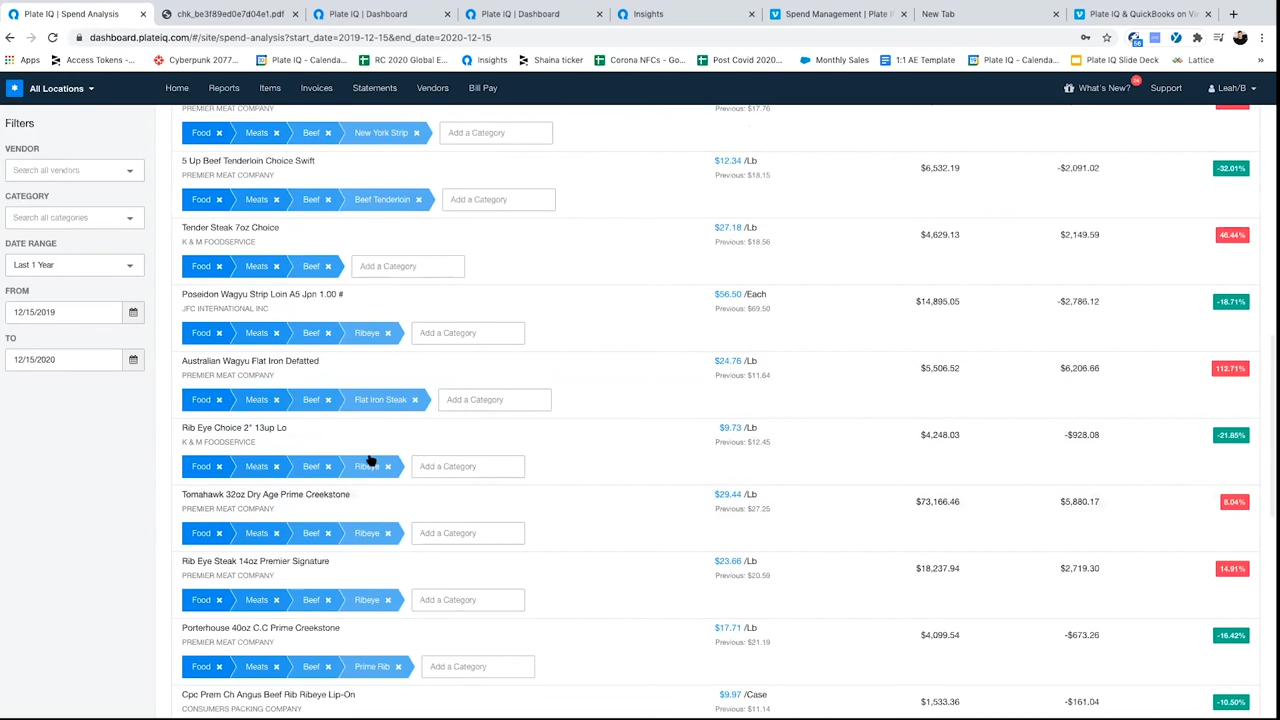 Plate IQ | Spend Analysis
chk_be3f89ed0e7d04e1.pdf
Plate IQ | Dashboard
Plate IQ | Dashboard
Insights
Spend Management | Plate I
New Tab
Plate IQ & QuickBooks on Vi
dashboard.plateiq.com/#/site/spend-analysis?start_date=2019-12-15&end_date=2020-12-15
56
Apps
Access Tokens -...
Cyberpunk 2077...
Plate IQ - Calenda...
RC 2020 Global E...
Insights
Shaina ticker
Corona NFCs - Go...
Post Covid 2020...
Monthly Sales
1:1 AE Template
Plate IQ - Calenda...
Plate IQ Slide Deck
Lattice
»
All Locations
Home
Reports
Items
Invoices
Statements
Vendors
Bill Pay
What's New?
Support
Leah/B
Filters
VENDOR
Search all vendors
CATEGORY
Search all categories
DATE RANGE
Last 1 Year
FROM
12/15/2019
TO
12/15/2020
PREMIER MEAT COMPANY
Previous: $17.76
Food Meats Beef New York Strip Add a Category
5 Up Beef Tenderloin Choice Swift $12.34 /Lb $6,532.19 -$2,091.02 -32.01%
PREMIER MEAT COMPANY Previous: $18.15
Food Meats Beef Beef Tenderloin Add a Category
Tender Steak 7oz Choice $27.18 /Lb $4,629.13 $2,149.59 46.44%
K & M FOODSERVICE Previous: $18.56
Food Meats Beef Add a Category
Poseidon Wagyu Strip Loin A5 Jpn 1.00 # $56.50 /Each $14,895.05 -$2,786.12 -18.71%
JFC INTERNATIONAL INC Previous: $69.50
Food Meats Beef Ribeye Add a Category
Australian Wagyu Flat Iron Defatted $24.76 /Lb $5,506.52 $6,206.66 112.71%
PREMIER MEAT COMPANY Previous: $11.64
Food Meats Beef Flat Iron Steak Add a Category
Rib Eye Choice 2" 13up Lo $9.73 /Lb $4,248.03 -$928.08 -21.85%
K & M FOODSERVICE Previous: $12.45
Food Meats Beef Ribeye Add a Category
Tomahawk 32oz Dry Age Prime Creekstone $29.44 /Lb $73,166.46 $5,880.17 8.04%
PREMIER MEAT COMPANY Previous: $27.25
Food Meats Beef Ribeye Add a Category
Rib Eye Steak 14oz Premier Signature $23.66 /Lb $18,237.94 $2,719.30 14.91%
PREMIER MEAT COMPANY Previous: $20.59
Food Meats Beef Ribeye Add a Category
Porterhouse 40oz C.C Prime Creekstone $17.71 /Lb $4,099.54 -$673.26 -16.42%
PREMIER MEAT COMPANY Previous: $21.19
Food Meats Beef Prime Rib Add a Category
Cpc Prem Ch Angus Beef Rib Ribeye Lip-On $9.97 /Case $1,533.36 -$161.04 -10.50%
CONSUMERS PACKING COMPANY Previous: $11.14